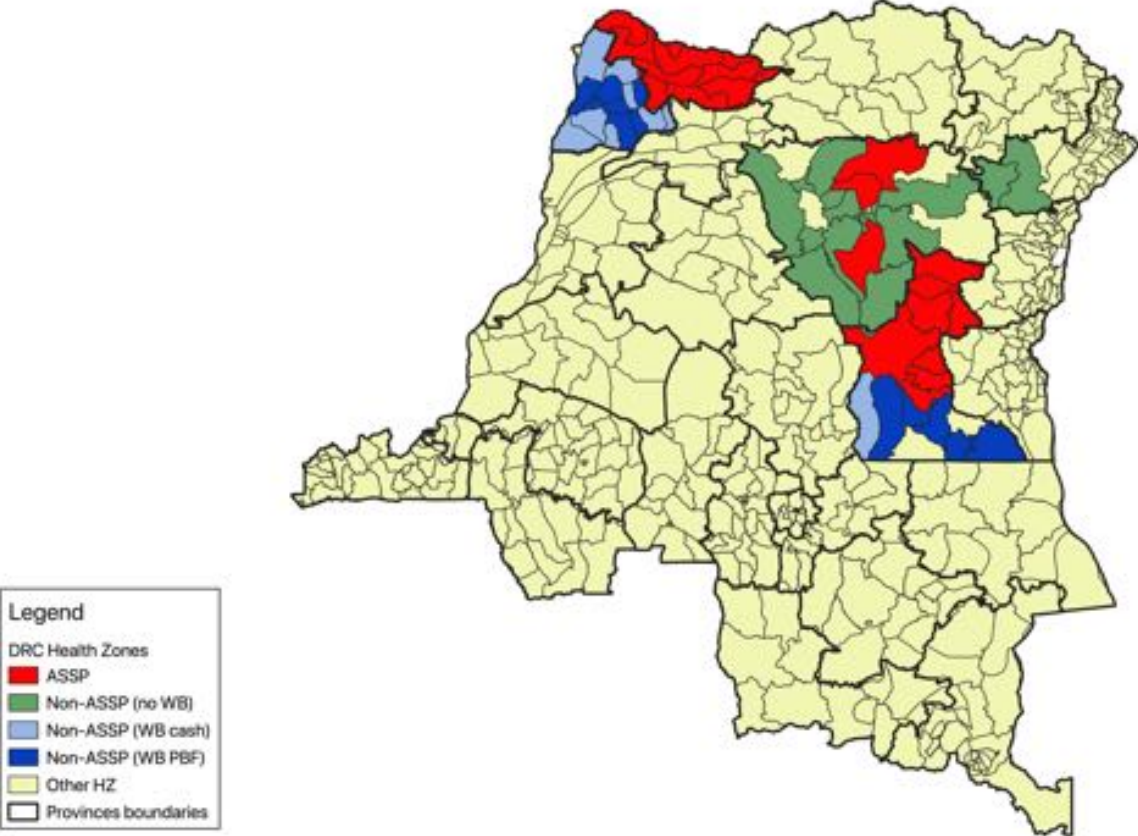 Legend
DRC Health Zones
ASSP
Non-ASSP (no WB)
Non-ASSP (WB cash)
Non-ASSP (WB PBF)
Other HZ
Provinces boundaries